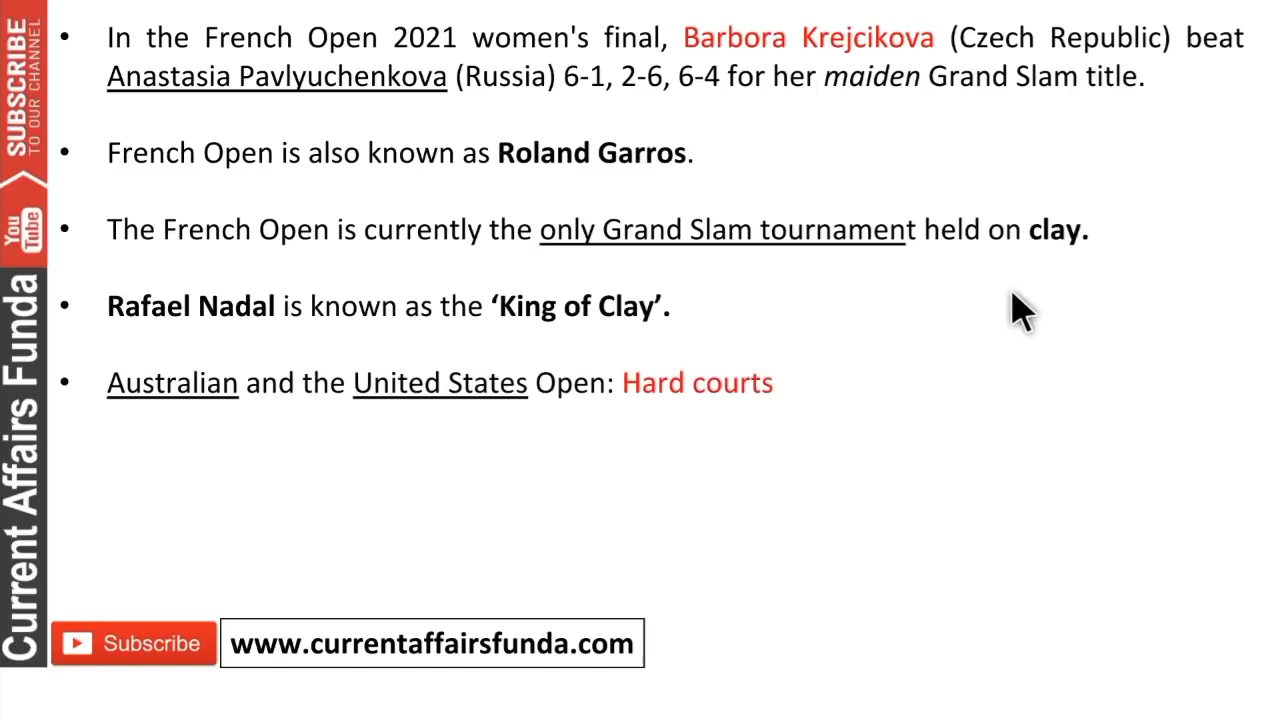 • In the French Open 2021 women's final, Barbora Krejcikova (Czech Republic) beat
Anastasia Pavlyuchenkova (Russia) 6-1, 2-6, 6-4 for her maiden Grand Slam title.
• French Open is also known as Roland Garros.
• The French Open is currently the only Grand Slam tournament held on clay.
• Rafael Nadal is known as the ‘King of Clay’.
• Australian and the United States Open: Hard courts
SUBSCRIBE
TO OUR CHANNEL
You
Tube
Current Affairs Funda
Subscribe
www.currentaffairsfunda.com